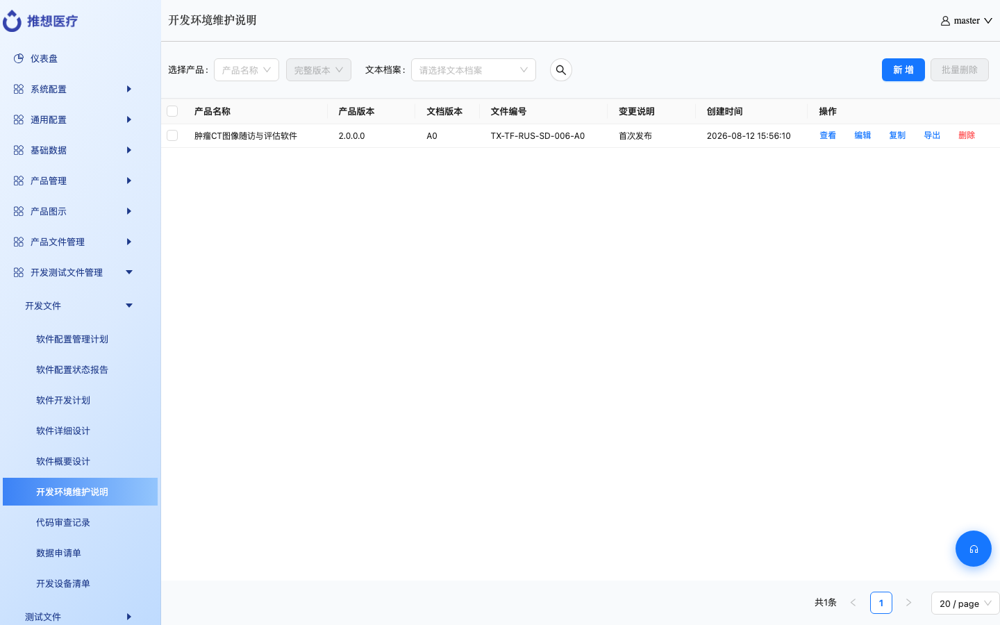 推想医疗
仪表盘
系统配置
通用配置
基础数据
产品管理
产品图示
产品文件管理
开发测试文件管理
开发文件
软件配置管理计划
软件配置状态报告
软件开发计划
软件详细设计
软件概要设计
开发环境维护说明
代码审查记录
数据申请单
开发设备清单
测试文件
开发环境维护说明
master
选择产品： 产品名称 完整版本 文本档案： 请选择文本档案 新 增 批量删除
产品名称 产品版本 文档版本 文件编号 变更说明 创建时间 操作
肿瘤CT图像随访与评估软件 2.0.0.0 A0 TX-TF-RUS-SD-006-A0 首次发布 2026-08-12 15:56:10 查看 编辑 复制 导出 删除
共1条 1 20 / page